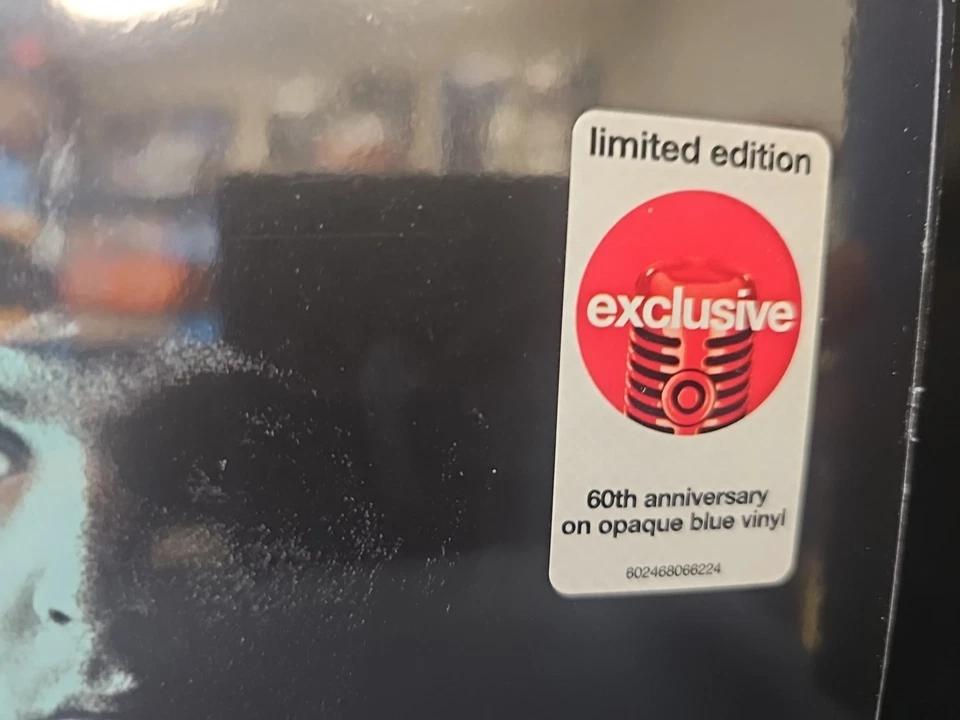 limited edition
exclusive
60th anniversary
on opaque blue vinyl
602468066224